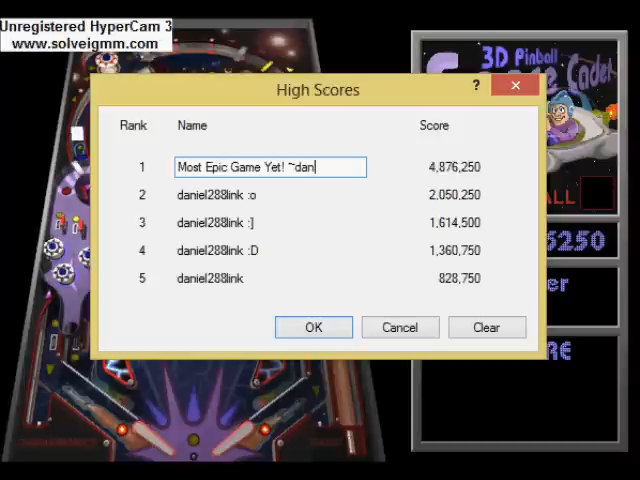 Unregistered HyperCam 3
www.solveigmm.com
3D Pinball
High Scores
?
Rank Name Score
1 Most Epic Game Yet! ~dan 4,876,250
2 daniel288link :o 2,050,250
3 daniel288link :] 1,614,500
4 daniel288link :D 1,360,750
5 daniel288link 828,750
OK Cancel Clear